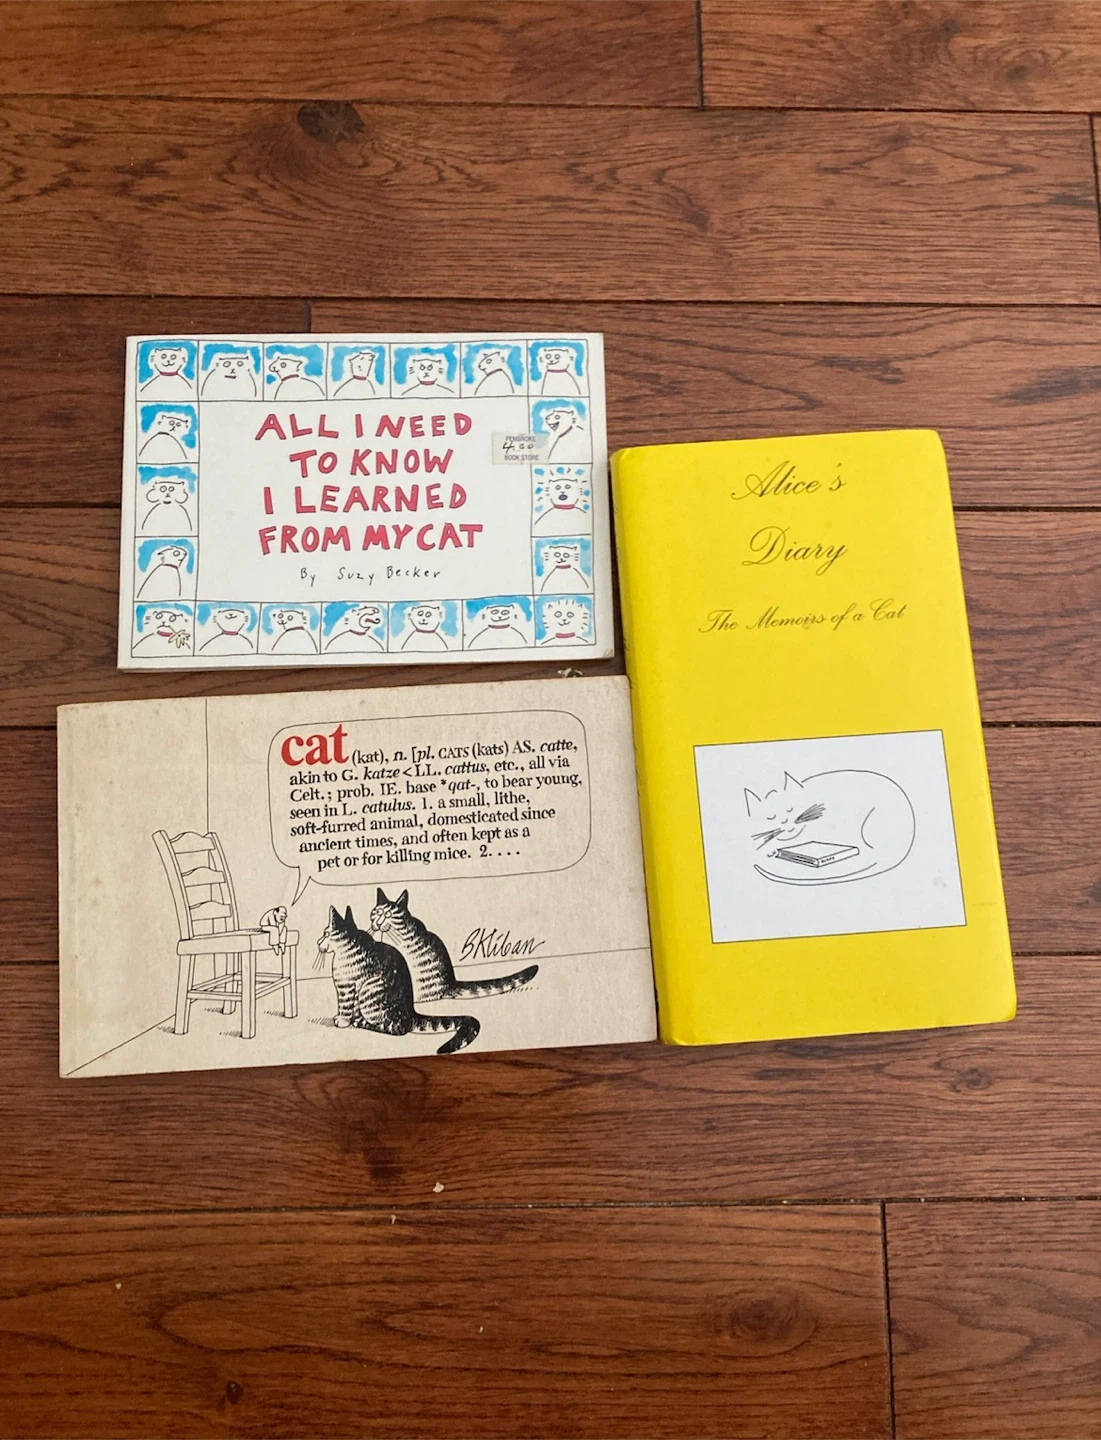 ALL I NEED
TO KNOW
I LEARNED
FROM MY CAT
By Suzy Becker
PEMBROKE
4.00
BOOK STORE
cat (kat), n. [pl. CATS (kats) AS. catte,
akin to G. katze < LL. cattus, etc., all via
Celt.; prob. IE. base *qat-, to bear young,
seen in L. catulus. 1. a small, lithe,
soft-furred animal, domesticated since
ancient times, and often kept as a
pet or for killing mice. 2. . . .
B Kliban
Alice's
Diary
The Memoirs of a Cat